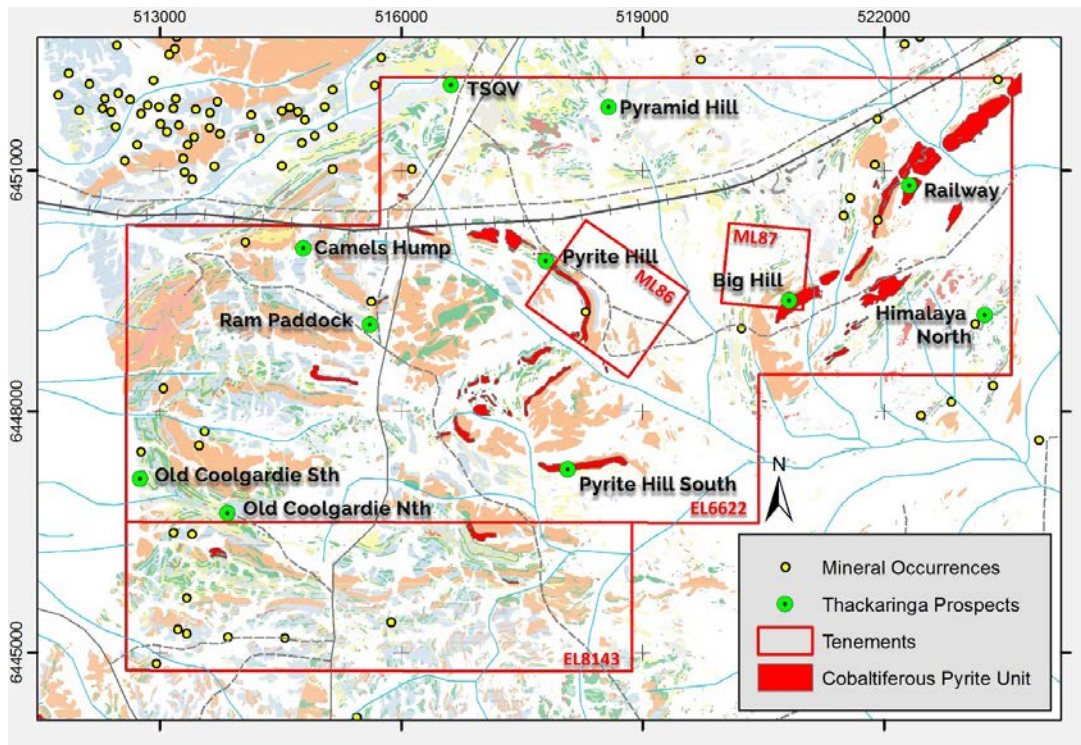 513000
516000
519000
522000
TSQV
Pyramid Hill
6451000
Railway
Camels Hump
Pyrite Hill
ML87
ML86
Big Hill
Ram Paddock
Himalaya
North
6448000
Old Coolgardie Sth
Pyrite Hill South
N
EL6622
Old Coolgardie Nth
Mineral Occurrences
Thackaringa Prospects
Tenements
Cobaltiferous Pyrite Unit
6445000
EL8143